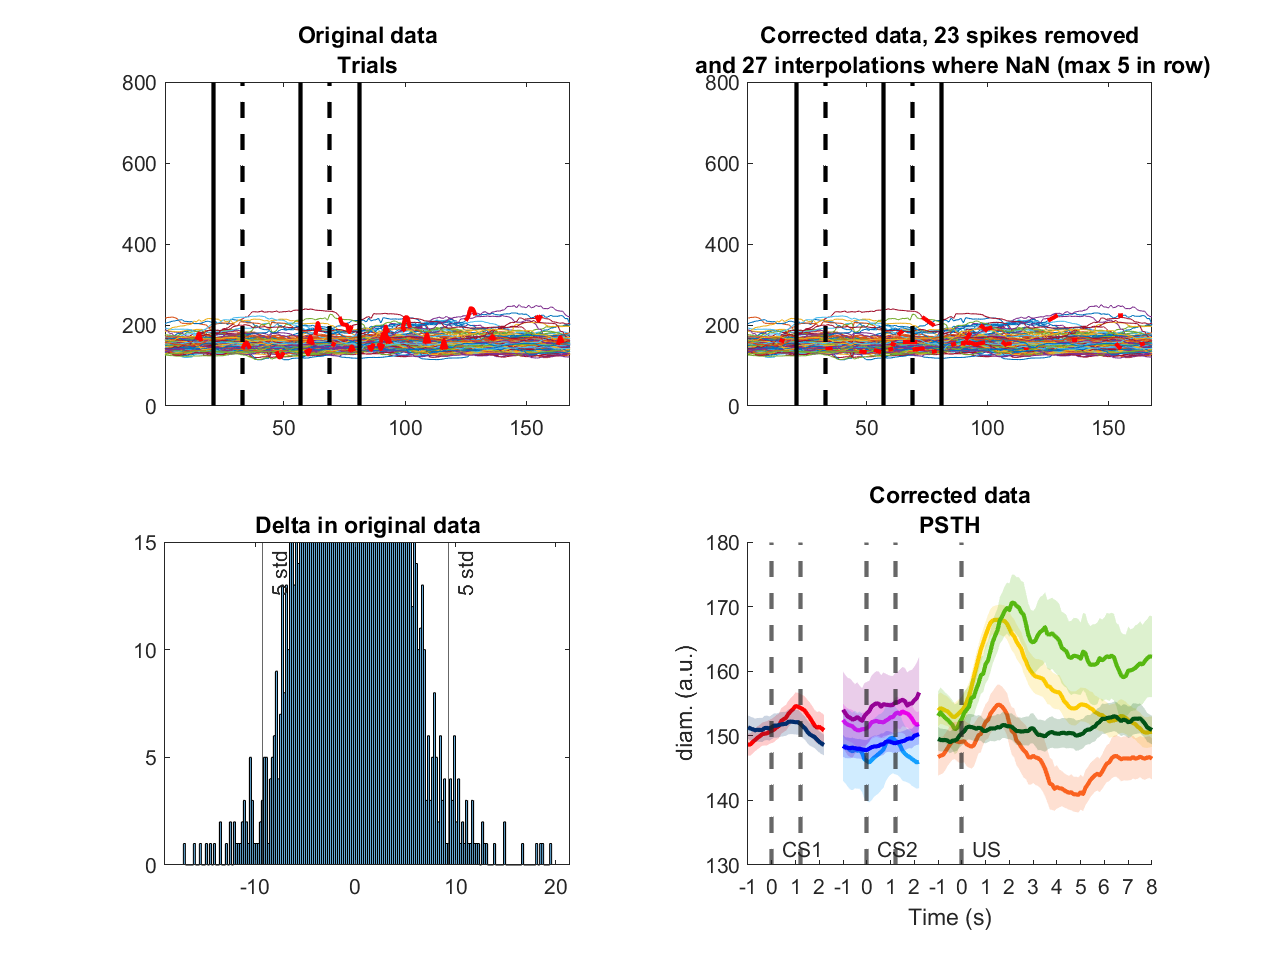 Original data
Trials
800
600
400
200
0
50 100 150
Corrected data, 23 spikes removed
and 27 interpolations where NaN (max 5 in row)
800
600
400
200
0
50 100 150
Delta in original data
15
10
5
0
5 std
5 std
-10 0 10 20
Corrected data
PSTH
180
170
160
150
140
130
diam. (a.u.)
CS1 CS2 US
-1 0 1 2 -1 0 1 2 -1 0 1 2 3 4 5 6 7 8
Time (s)